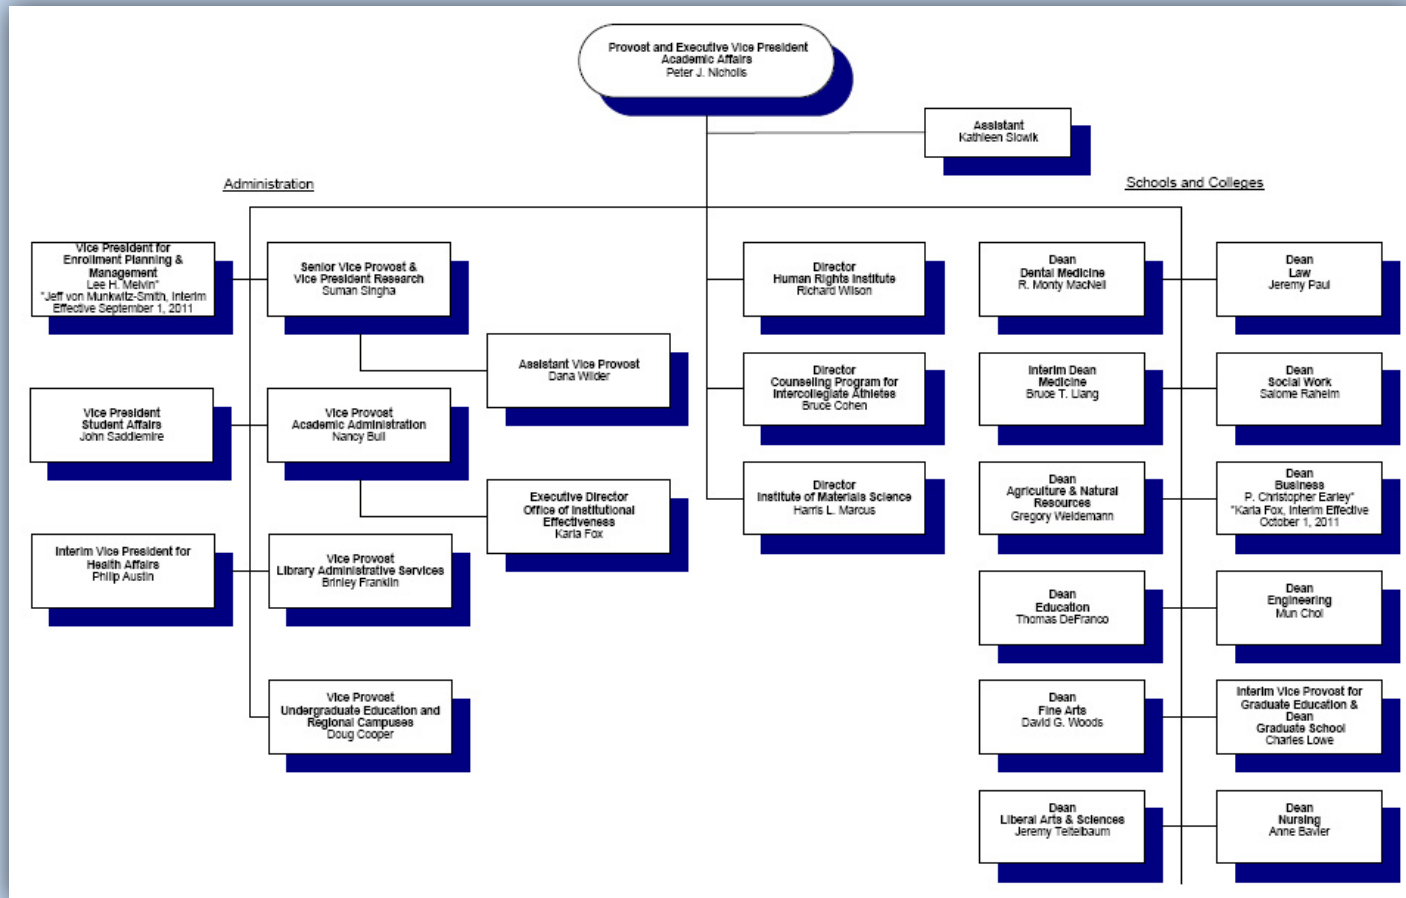 Provost and Executive Vice President
Academic Affairs
Peter J. Nicholls
Assistant
Kathleen Slowik
Administration
Schools and Colleges
Vice President for
Enrollment Planning &
Management
Lee H. Melvin*
*Jeff von Munkwitz-Smith, Interim
Effective September 1, 2011
Senior Vice Provost &
Vice President Research
Suman Singha
Assistant Vice Provost
Dana Wilder
Vice President
Student Affairs
John Saddlemire
Vice Provost
Academic Administration
Nancy Bull
Executive Director
Office of Institutional
Effectiveness
Karla Fox
Interim Vice President for
Health Affairs
Philip Austin
Vice Provost
Library Administrative Services
Brinley Franklin
Vice Provost
Undergraduate Education and
Regional Campuses
Doug Cooper
Director
Human Rights Institute
Richard Wilson
Director
Counseling Program for
Intercollegiate Athletes
Bruce Cohen
Director
Institute of Materials Science
Harris L. Marcus
Dean
Dental Medicine
R. Monty MacNeil
Dean
Law
Jeremy Paul
Interim Dean
Medicine
Bruce T. Liang
Dean
Social Work
Salome Raheim
Dean
Agriculture & Natural
Resources
Gregory Weidemann
Dean
Business
P. Christopher Earley*
*Karla Fox, Interim Effective
October 1, 2011
Dean
Education
Thomas DeFranco
Dean
Engineering
Mun Choi
Dean
Fine Arts
David G. Woods
Interim Vice Provost for
Graduate Education &
Dean
Graduate School
Charles Lowe
Dean
Liberal Arts & Sciences
Jeremy Teitelbaum
Dean
Nursing
Anne Bavier